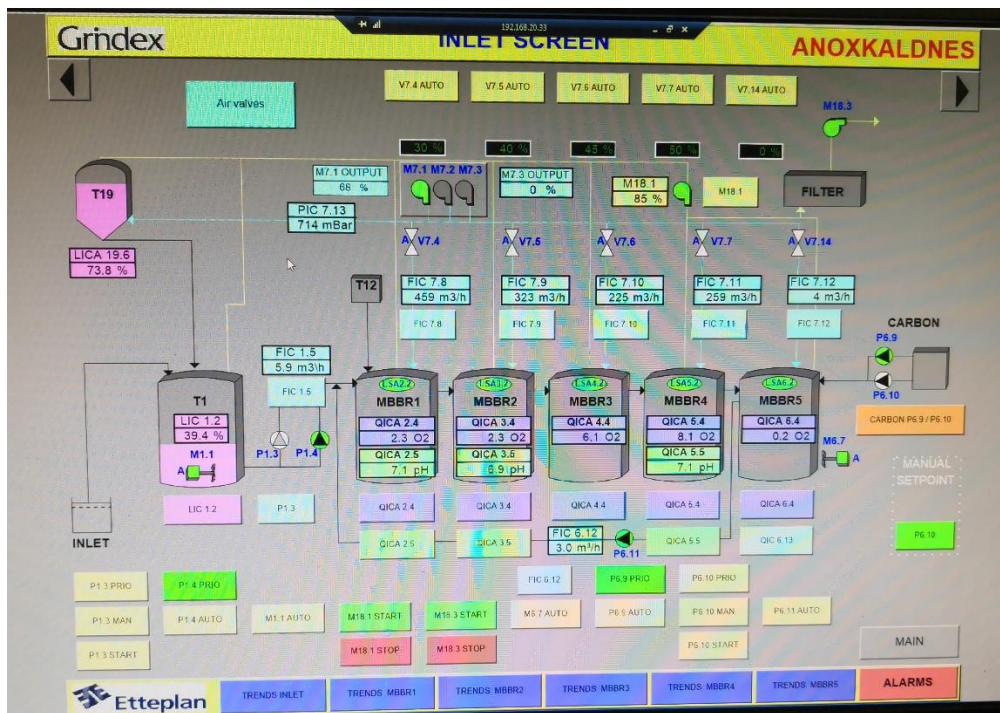 192.168.20.33
Grindex
INLET SCREEN
ANOXKALDNES
V7.4 AUTO
V7.5 AUTO
V7.6 AUTO
V7.7 AUTO
V7.14 AUTO
Air valves
M18.3
30 %
40 %
45 %
50 %
0 %
T19
M7.1 OUTPUT
68 %
M7.1 M7.2 M7.3
M7.3 OUTPUT
0 %
M18.1
85 %
M18.1
FILTER
PIC 7.13
714 mBar
LICA 19.6
73.8 %
A V7.4
A V7.5
A V7.6
A V7.7
A V7.14
T12
FIC 7.8
459 m3/h
FIC 7.9
323 m3/h
FIC 7.10
225 m3/h
FIC 7.11
259 m3/h
FIC 7.12
4 m3/h
FIC 7.8
FIC 7.9
FIC 7.10
FIC 7.11
FIC 7.12
CARBON
P6.9
P6.10
CARBON P6.9 / P6.10
FIC 1.5
5.9 m3\h
FIC 1.5
T1
LIC 1.2
39.4 %
M1.1
A
P1.3
P1.4
LSA2.2
MBBR1
QICA 2.4
2.3 O2
QICA 2.5
7.1 pH
LSA3.2
MBBR2
QICA 3.4
2.3 O2
QICA 3.5
6.9 pH
LSA4.2
MBBR3
QICA 4.4
6.1 O2
LSA5.2
MBBR4
QICA 5.4
8.1 O2
QICA 5.5
7.1 pH
LSA6.2
MBBR5
QICA 6.4
0.2 O2
M6.7
A
MANUAL
SETPOINT
P6.10
INLET
LIC 1.2
P1.3
QICA 2.4
QICA 3.4
QICA 4.4
QICA 5.4
QICA 6.4
QICA 2.5
QICA 3.5
FIC 6.12
3.0 m³/h
P6.11
QICA 5.5
QIC 6.13
P1.3 PRIO
P1.4 PRIO
FIC 6.12
P6.9 PRIO
P6.10 PRIO
P1.3 MAN
P1.4 AUTO
M1.1 AUTO
M18.1 START
M18.3 START
M6.7 AUTO
P6.9 AUTO
P6.10 MAN
P6.11 AUTO
P1.3 START
M18.1 STOP
M18.3 STOP
P6.10 START
MAIN
Etteplan
TRENDS INLET
TRENDS MBBR1
TRENDS MBBR2
TRENDS MBBR3
TRENDS MBBR4
TRENDS MBBR5
ALARMS